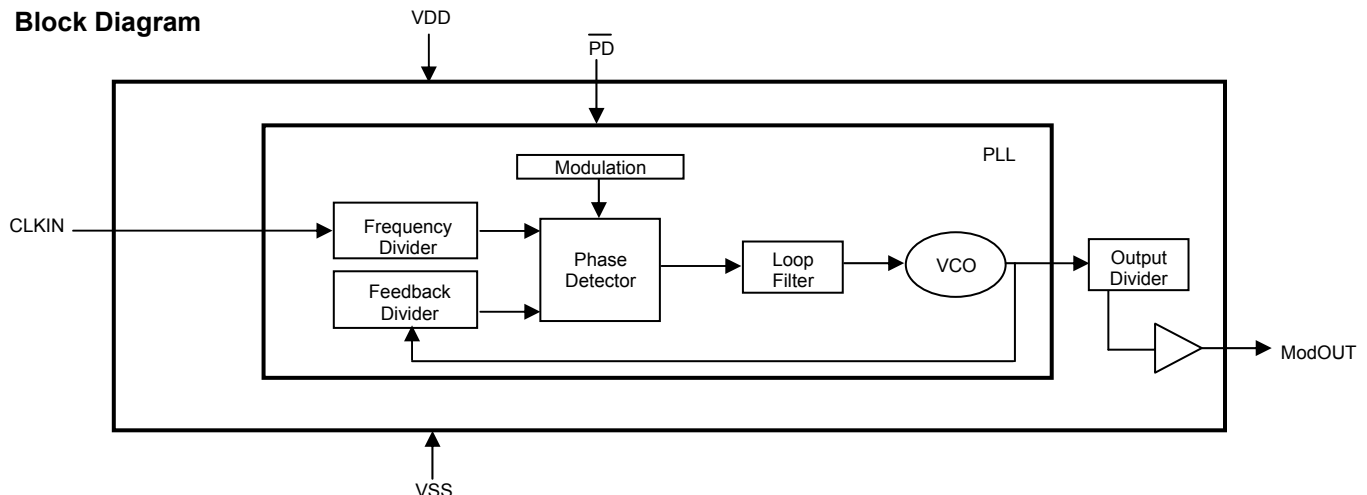 Block Diagram
VDD
PD
PLL
Modulation
CLKIN
Frequency
Divider
Phase
Detector
Loop
Filter
VCO
Output
Divider
Feedback
Divider
ModOUT
VSS